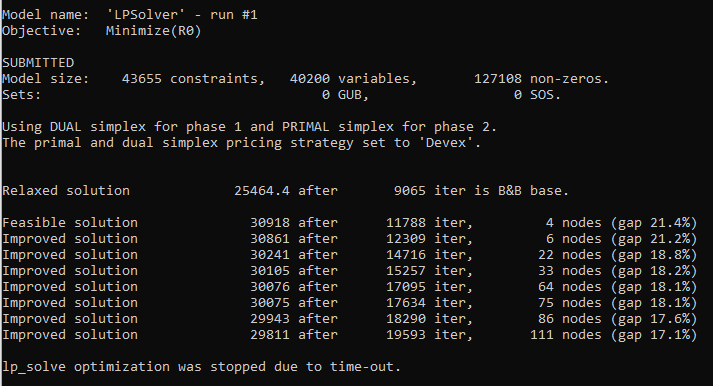 Model name:  'LPSolver' - run #1
Objective:   Minimize(R0)
SUBMITTED
Model size:    43655 constraints,   40200 variables,       127108 non-zeros.
Sets:                                   0 GUB,                  0 SOS.
Using DUAL simplex for phase 1 and PRIMAL simplex for phase 2.
The primal and dual simplex pricing strategy set to 'Devex'.
Relaxed solution             25464.4 after       9065 iter is B&B base.
Feasible solution              30918 after      11788 iter,         4 nodes (gap 21.4%)
Improved solution              30861 after      12309 iter,         6 nodes (gap 21.2%)
Improved solution              30241 after      14716 iter,        22 nodes (gap 18.8%)
Improved solution              30105 after      15257 iter,        33 nodes (gap 18.2%)
Improved solution              30076 after      17095 iter,        64 nodes (gap 18.1%)
Improved solution              30075 after      17634 iter,        75 nodes (gap 18.1%)
Improved solution              29943 after      18290 iter,        86 nodes (gap 17.6%)
Improved solution              29811 after      19593 iter,       111 nodes (gap 17.1%)
lp_solve optimization was stopped due to time-out.